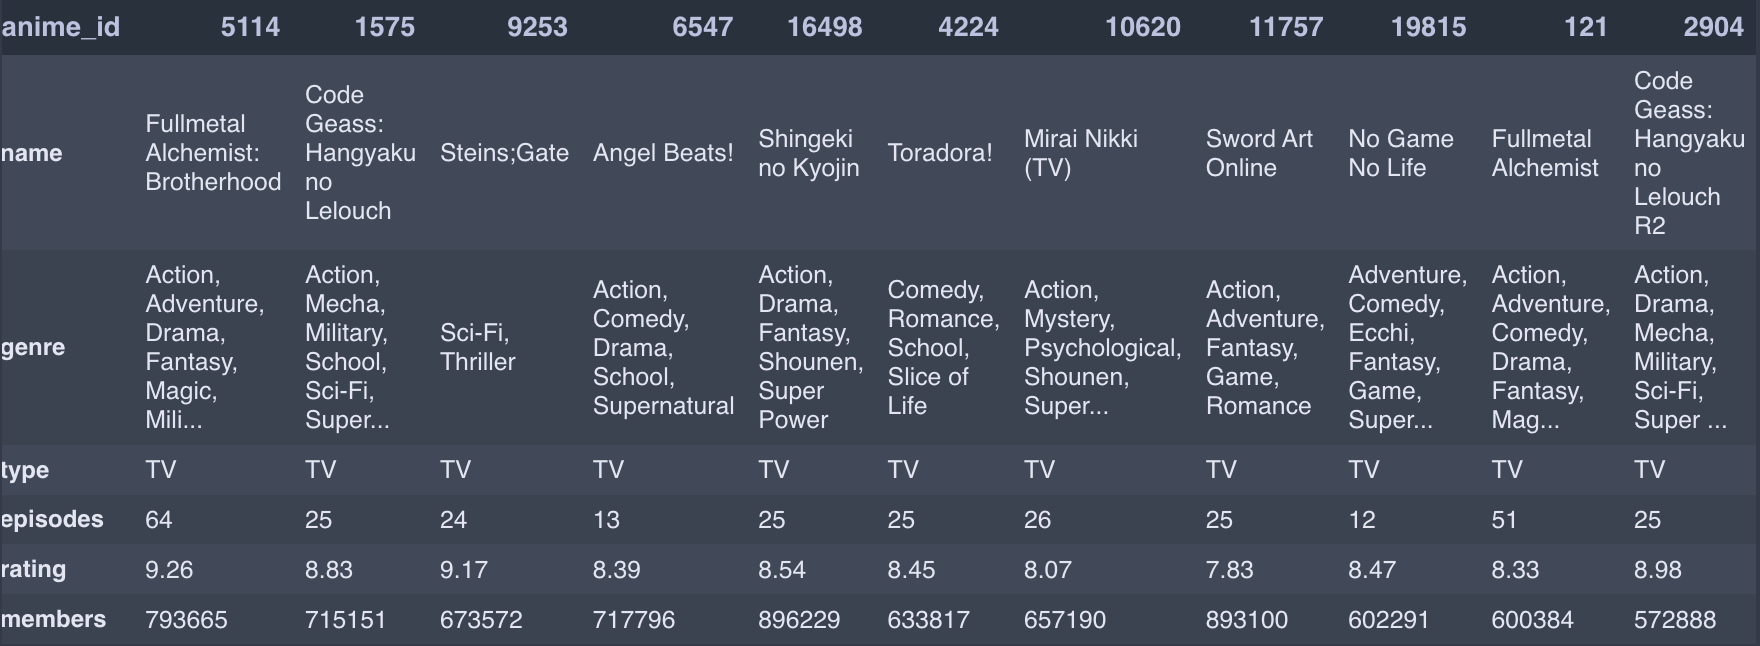 anime_id 5114 1575 9253 6547 16498 4224 10620 11757 19815 121 2904
name
Fullmetal
Alchemist:
Brotherhood
Code
Geass:
Hangyaku
no
Lelouch
Steins;Gate
Angel Beats!
Shingeki
no Kyojin
Toradora!
Mirai Nikki
(TV)
Sword Art
Online
No Game
No Life
Fullmetal
Alchemist
Code
Geass:
Hangyaku
no
Lelouch
R2
genre
Action,
Adventure,
Drama,
Fantasy,
Magic,
Mili...
Action,
Mecha,
Military,
School,
Sci-Fi,
Super...
Sci-Fi,
Thriller
Action,
Comedy,
Drama,
School,
Supernatural
Action,
Drama,
Fantasy,
Shounen,
Super
Power
Comedy,
Romance,
School,
Slice of
Life
Action,
Mystery,
Psychological,
Shounen,
Super...
Action,
Adventure,
Fantasy,
Game,
Romance
Adventure,
Comedy,
Ecchi,
Fantasy,
Game,
Super...
Action,
Adventure,
Comedy,
Drama,
Fantasy,
Mag...
Action,
Drama,
Mecha,
Military,
Sci-Fi,
Super ...
type TV TV TV TV TV TV TV TV TV TV TV
episodes 64 25 24 13 25 25 26 25 12 51 25
rating 9.26 8.83 9.17 8.39 8.54 8.45 8.07 7.83 8.47 8.33 8.98
members 793665 715151 673572 717796 896229 633817 657190 893100 602291 600384 572888